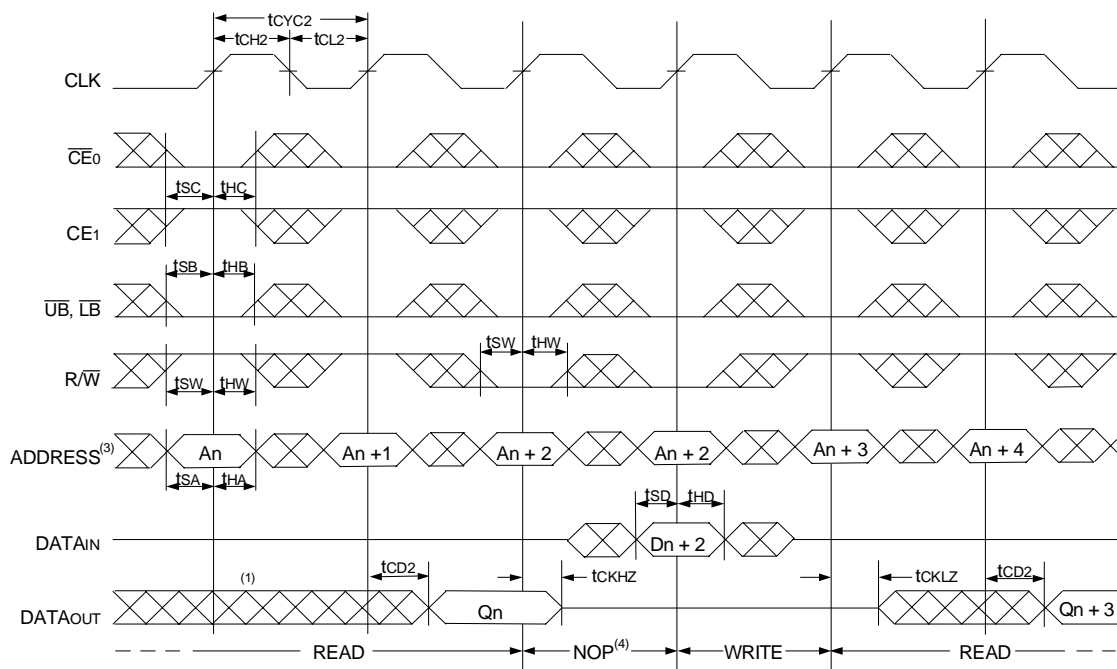 tCYC2
tCH2 tCL2
CLK
CE0
tSC tHC
CE1
tSB tHB
UB, LB
tSW tHW
R/W
tSW tHW
ADDRESS(3) An An +1 An + 2 An + 2 An + 3 An + 4
tSA tHA
tSD tHD
DATAIN Dn + 2
(1) tCD2 tCKHZ tCKLZ tCD2
DATAOUT Qn Qn + 3
READ NOP(4) WRITE READ